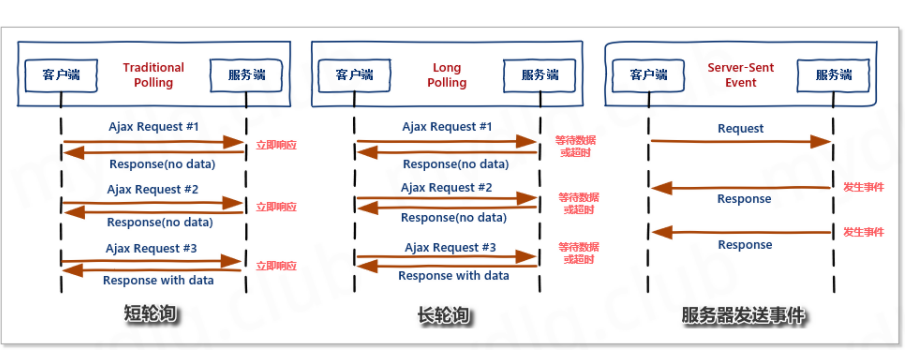 客户端
Traditional
Polling
服务端
Ajax Request #1
立即响应
Response(no data)
Ajax Request #2
立即响应
Response(no data)
Ajax Request #3
立即响应
Response with data
短轮询
客户端
Long
Polling
服务端
Ajax Request #1
等待数据
或超时
Response(no data)
Ajax Request #2
等待数据
或超时
Response(no data)
Ajax Request #3
等待数据
或超时
Response with data
长轮询
客户端
Server-Sent
Event
服务端
Request
发生事件
Response
发生事件
Response
服务器发送事件